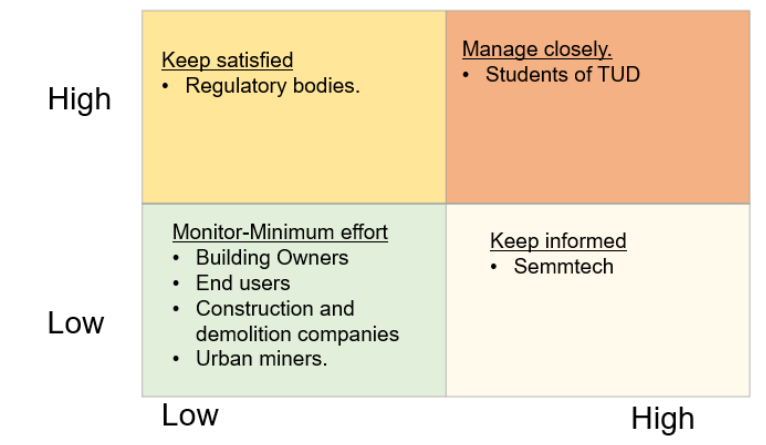 High
Keep satisfied
• Regulatory bodies.
Manage closely.
• Students of TUD
Low
Monitor-Minimum effort
• Building Owners
• End users
• Construction and
demolition companies
• Urban miners.
Keep informed
• Semmtech
Low
High